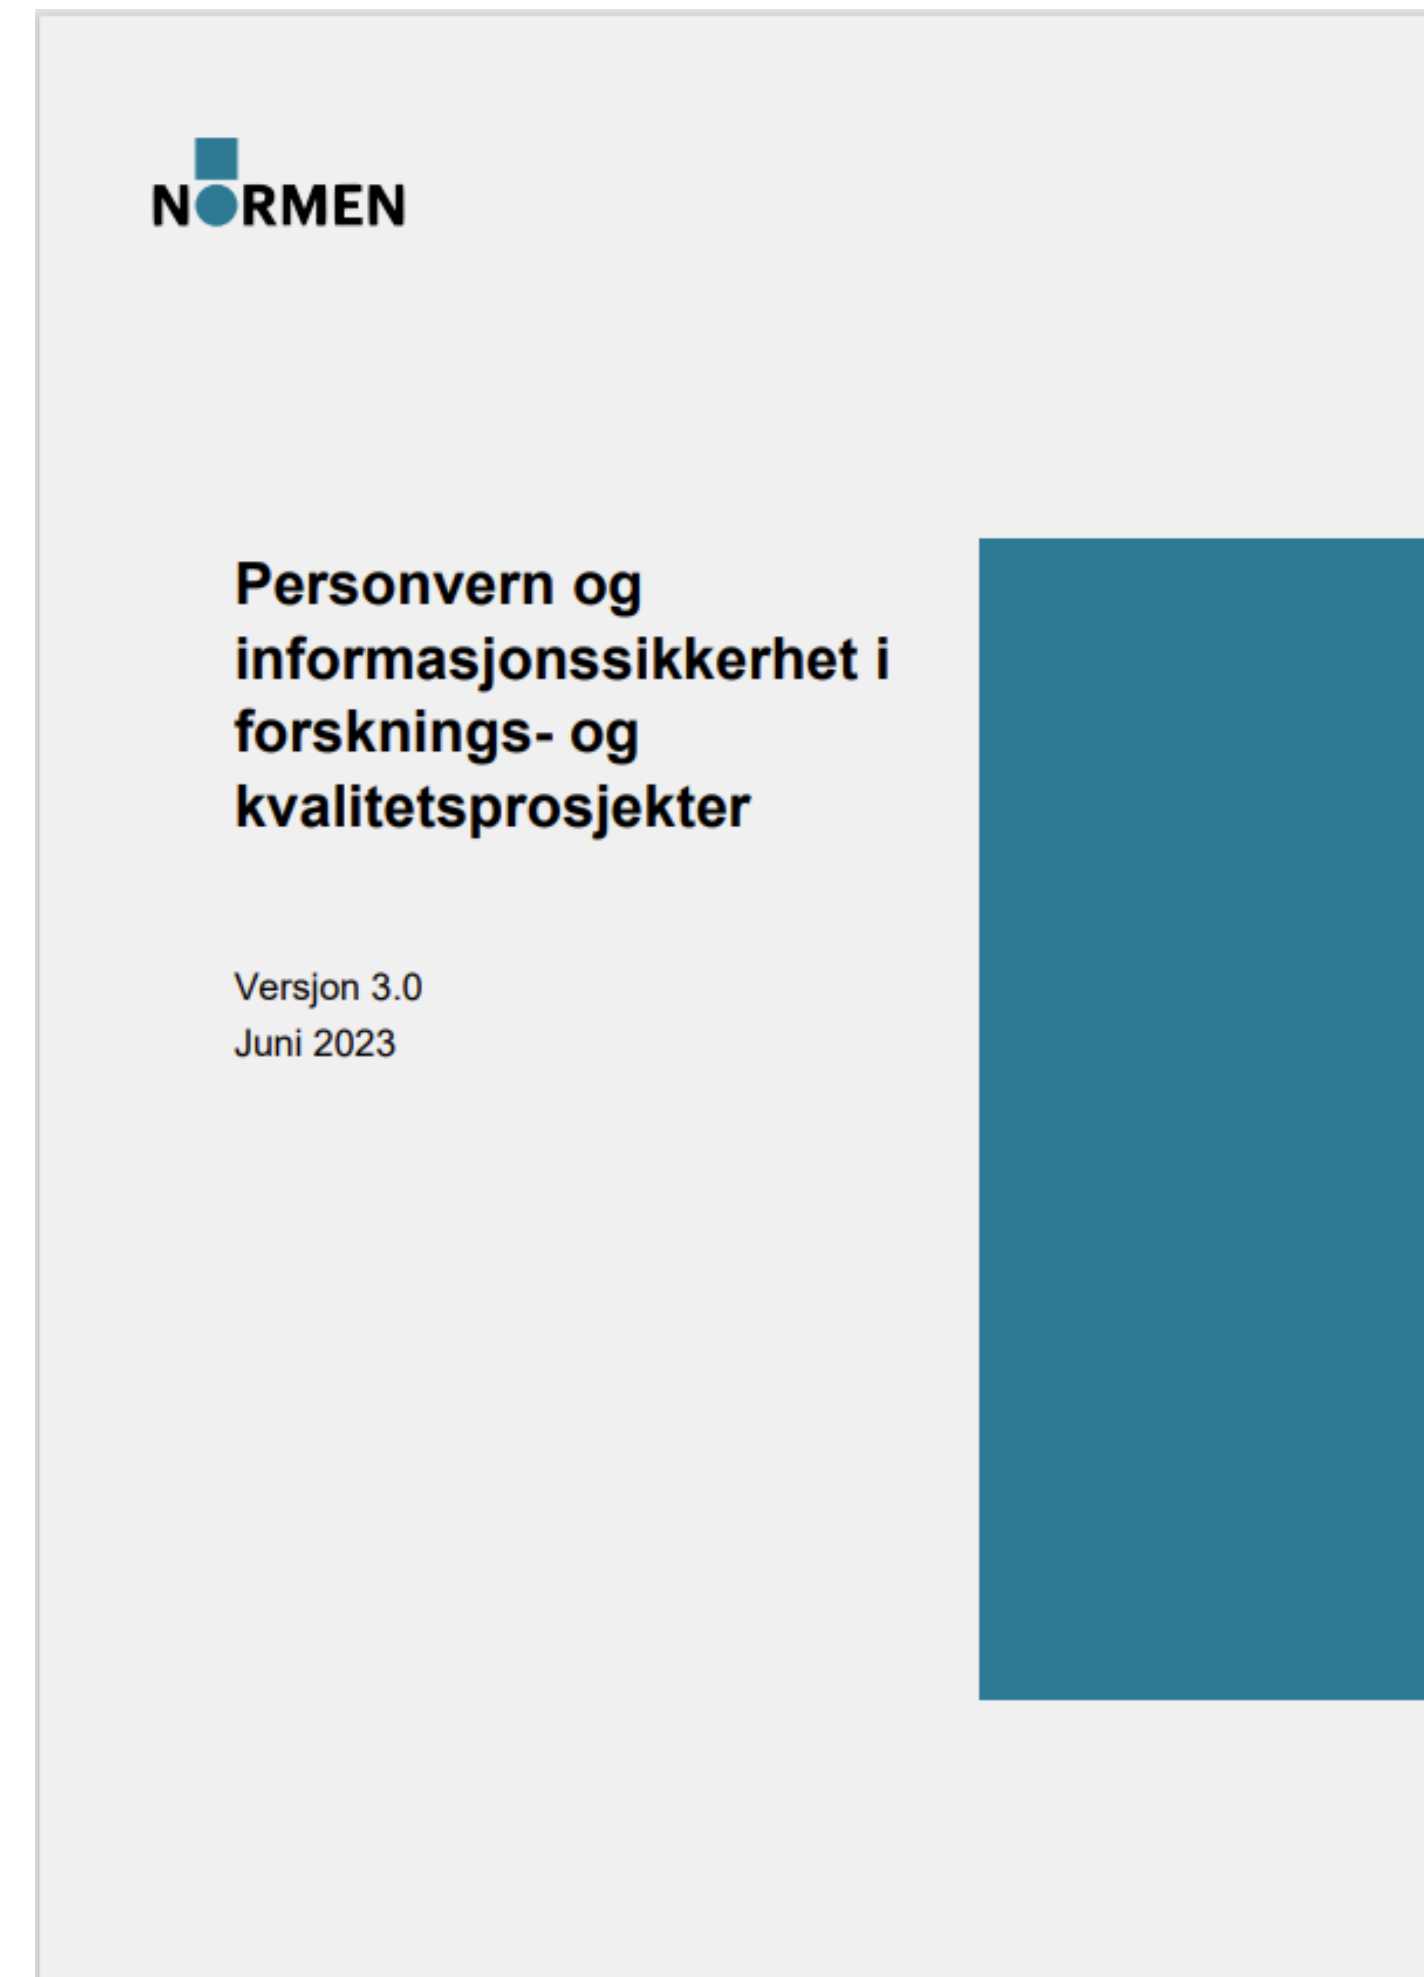 NORMEN
Personvern og
informasjonssikkerhet i
forsknings- og
kvalitetsprosjekter
Versjon 3.0
Juni 2023